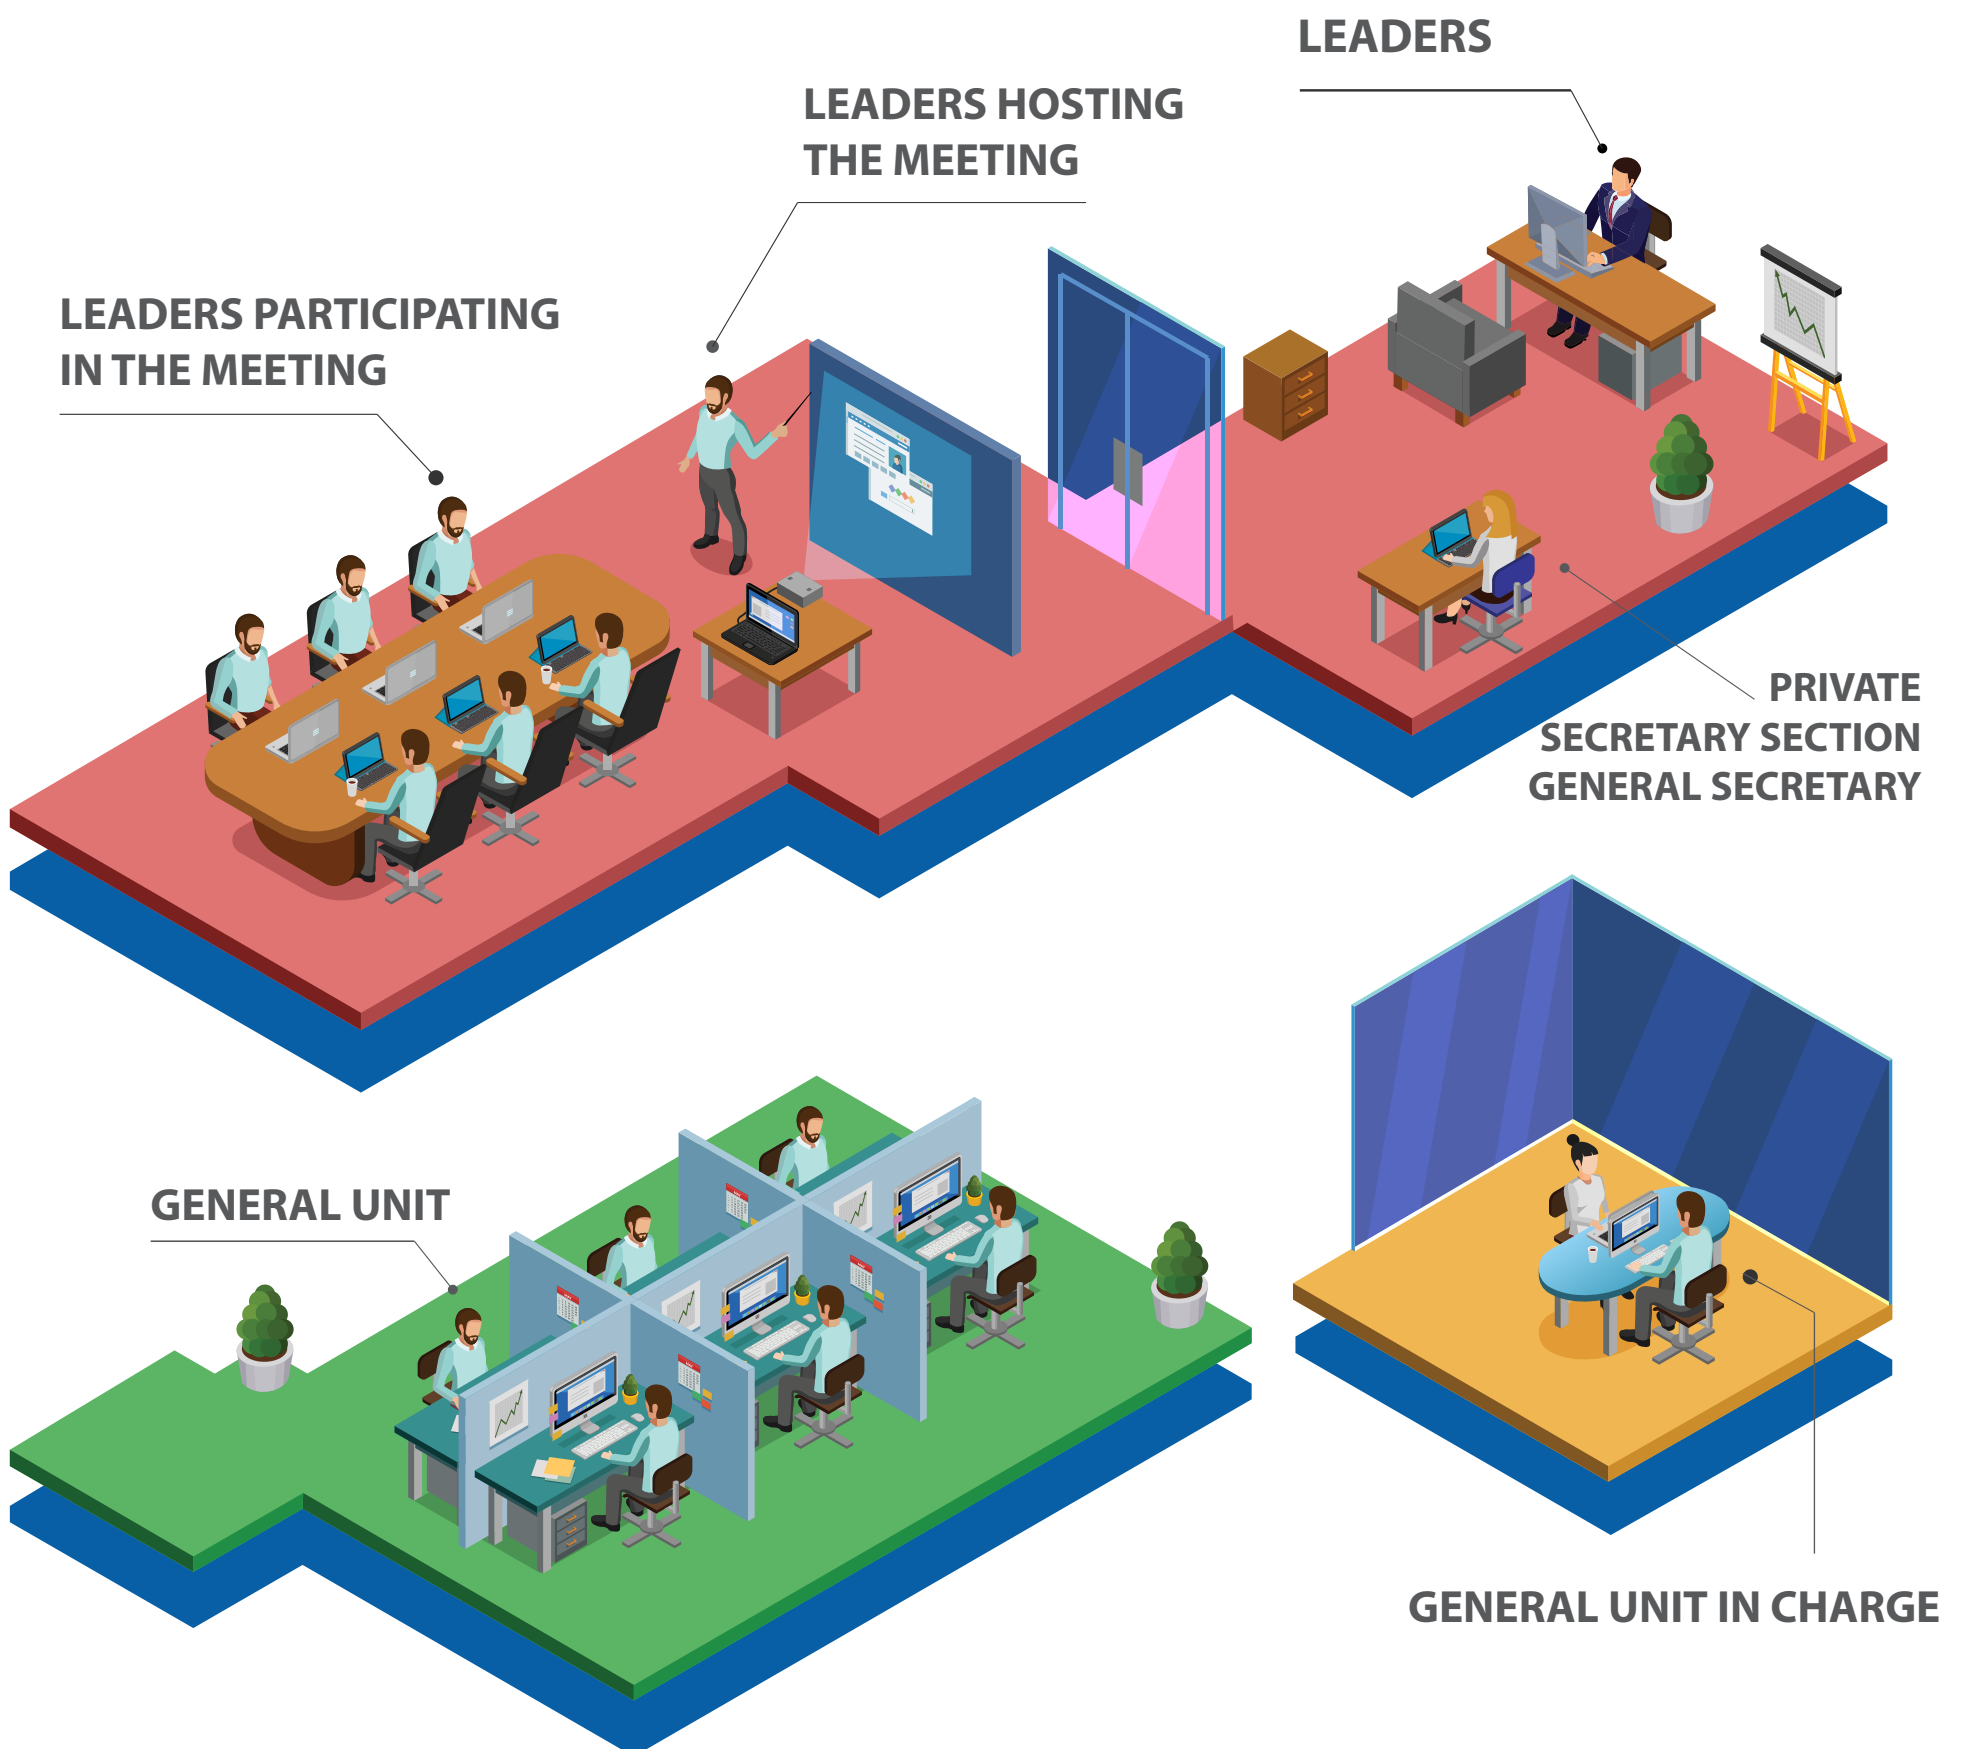 LEADERS
LEADERS HOSTING
THE MEETING
LEADERS PARTICIPATING
IN THE MEETING
PRIVATE
SECRETARY SECTION
GENERAL SECRETARY
GENERAL UNIT
GENERAL UNIT IN CHARGE